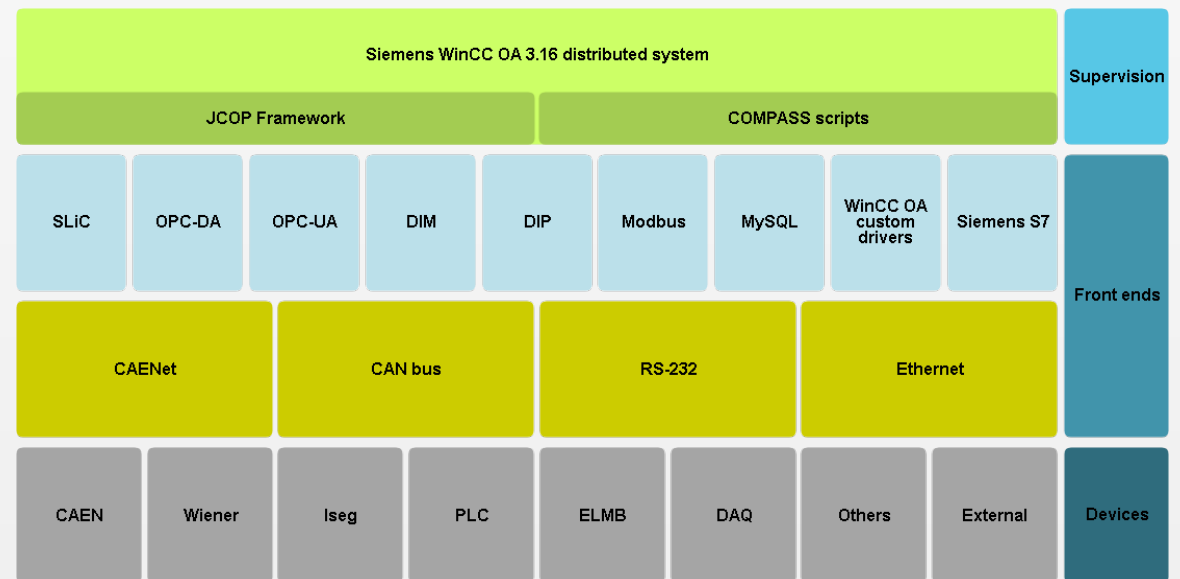 Siemens WinCC OA 3.16 distributed system
Supervision
JCOP Framework
COMPASS scripts
SLiC
OPC-DA
OPC-UA
DIM
DIP
Modbus
MySQL
WinCC OA
custom
drivers
Siemens S7
Front ends
CAENet
CAN bus
RS-232
Ethernet
CAEN
Wiener
Iseg
PLC
ELMB
DAQ
Others
External
Devices